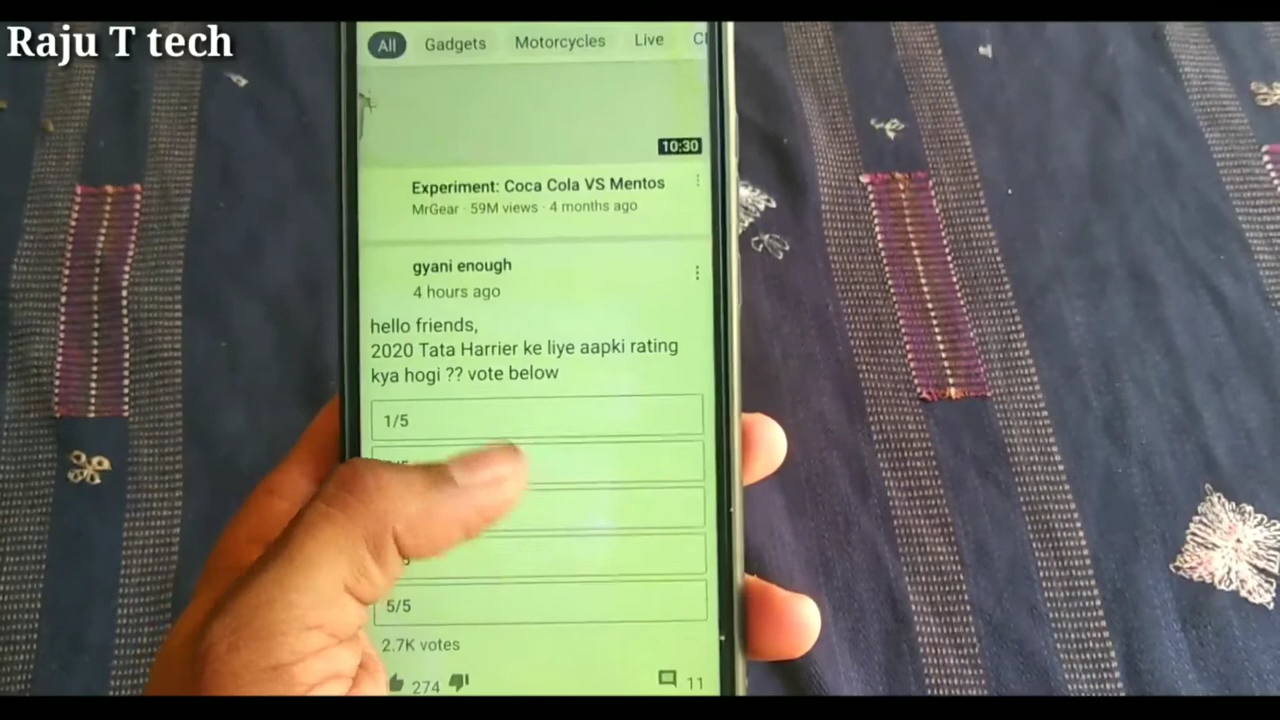 Raju T tech
All Gadgets Motorcycles Live
10:30
Experiment: Coca Cola VS Mentos
MrGear · 59M views · 4 months ago
gyani enough
4 hours ago
hello friends,
2020 Tata Harrier ke liye aapki rating
kya hogi ?? vote below
1/5
5/5
2.7K votes
274
11